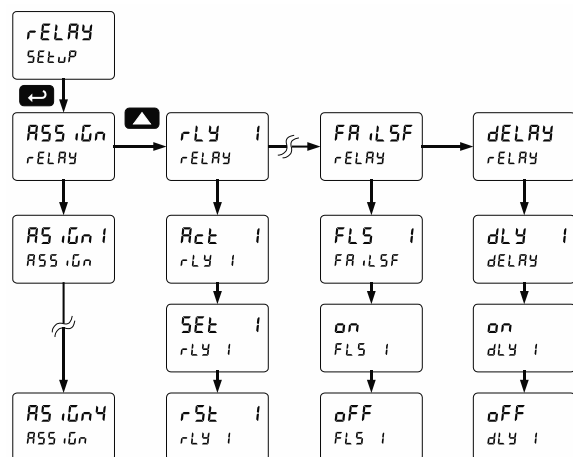 rELAY
SEtuP
ASSiGn
rELAY
rLY 1
rELAY
FAiLSF
rELAY
dELAY
rELAY
ASiGn1
ASSiGn
Act 1
rLY 1
FLS 1
FAiLSF
dLY 1
dELAY
SEt 1
rLY 1
on
FLS 1
on
dLY 1
ASiGn4
ASSiGn
rSt 1
rLY 1
oFF
FLS 1
oFF
dLY 1